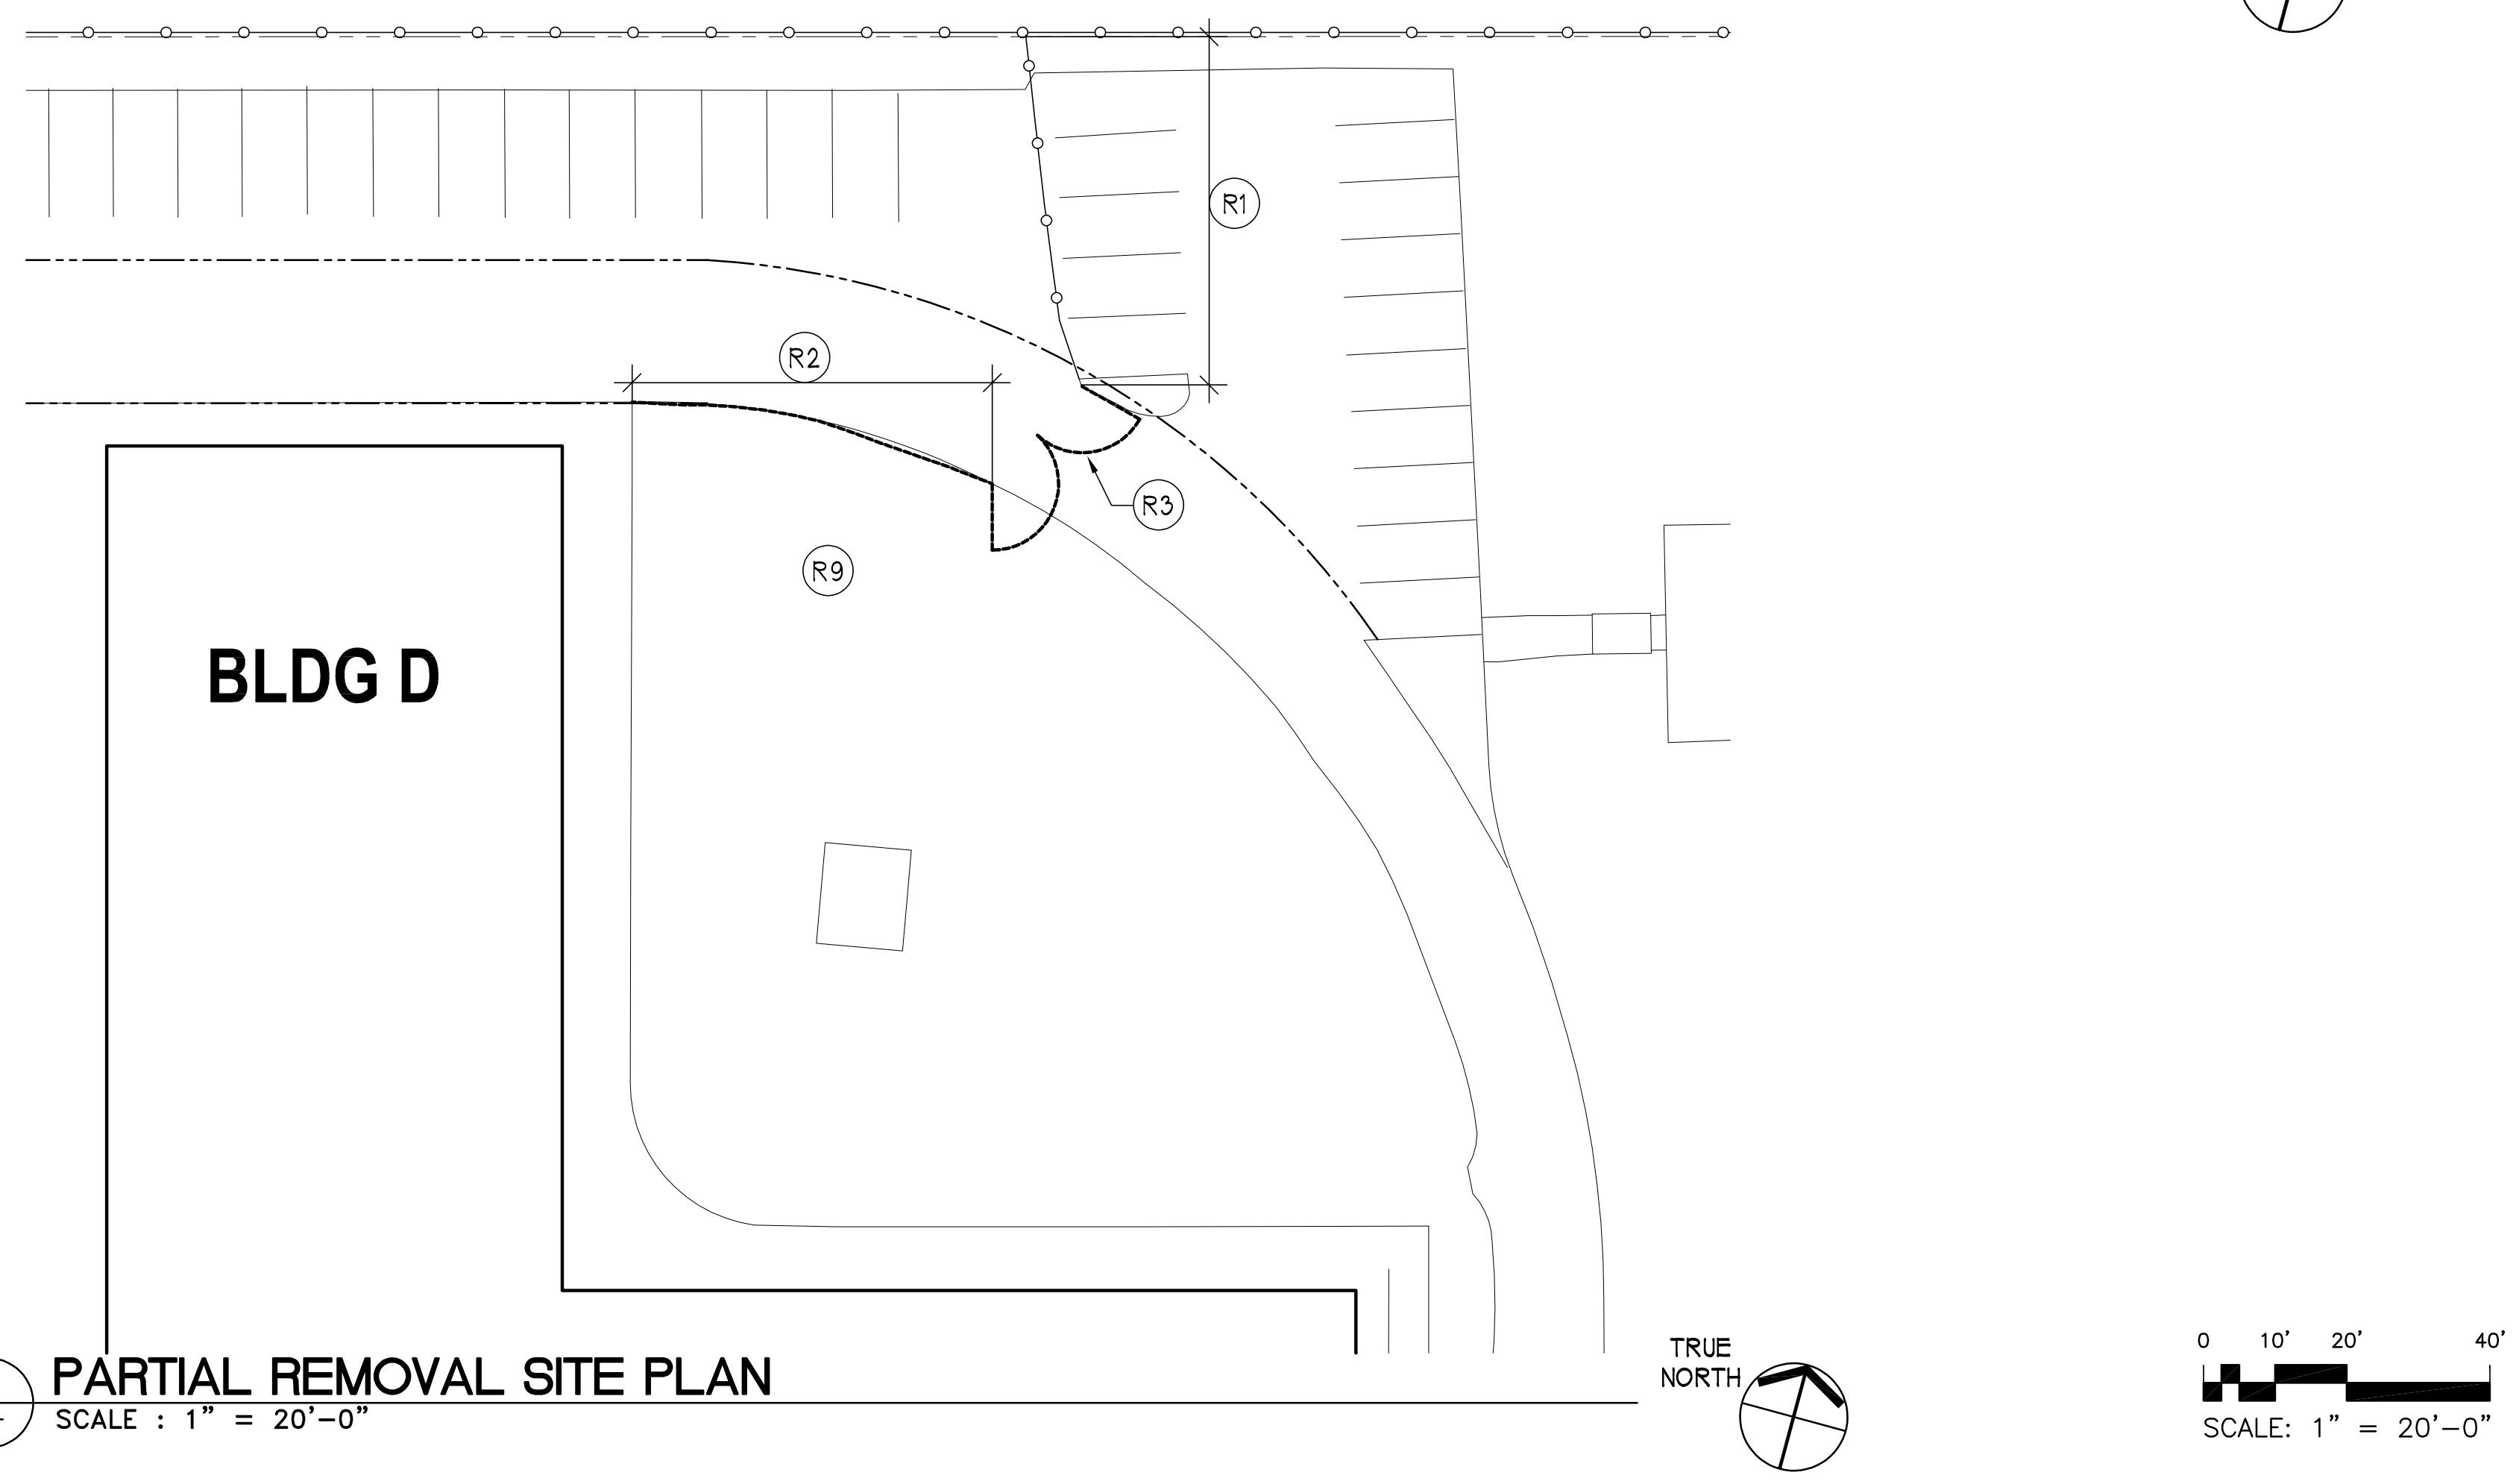 R1
R2
R3
R9
BLDG D
PARTIAL REMOVAL SITE PLAN
SCALE : 1” = 20’-0”
TRUE
NORTH
0 10’ 20’ 40’
SCALE: 1” = 20’-0”